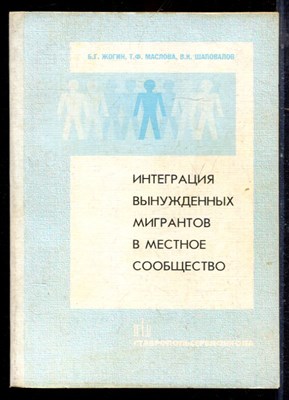 Б.Г. ЖОГИН, Т.Ф. МАСЛОВА, В.К. ШАПОВАЛОВ
ИНТЕГРАЦИЯ
ВЫНУЖДЕННЫХ
МИГРАНТОВ
В МЕСТНОЕ
СООБЩЕСТВО